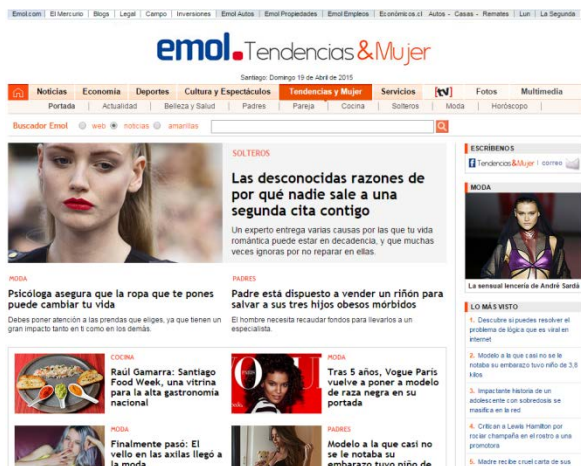 Emol.com | El Mercurio | Blogs | Legal | Campo | Inversiones | Emol Autos | Emol Propiedades | Emol Empleos | Económicos.cl Autos - Casas - Remates | Lun | La Segunda
emol.Tendencias&Mujer
Santiago: Domingo 19 de Abril de 2015
Noticias Economía Deportes Cultura y Espectáculos Tendencias y Mujer Servicios [tv] Fotos Multimedia
Portada | Actualidad | Belleza y Salud | Padres | Pareja | Cocina | Solteros | Moda | Horóscopo |
Buscador Emol web noticias amarillas
SOLTEROS
Las desconocidas razones de
por qué nadie sale a una
segunda cita contigo
Un experto entrega varias causas por las que tu vida
romántica puede estar en decadencia, y que muchas
veces ignoras por no reparar en ellas.
MODA
Psicóloga asegura que la ropa que te pones
puede cambiar tu vida
Debes poner atención a las prendas que eliges, ya que tienen un
gran impacto tanto en ti como en los demás.
PADRES
Padre está dispuesto a vender un riñón para
salvar a sus tres hijos obesos mórbidos
El hombre necesita recaudar fondos para llevarlos a un
especialista.
COCINA
Raúl Gamarra: Santiago
Food Week, una vitrina
para la alta gastronomía
nacional
MODA
Tras 5 años, Vogue Paris
vuelve a poner a modelo
de raza negra en su
portada
MODA
Finalmente pasó: El
vello en las axilas llegó a
la moda
PADRES
Modelo a la que casi no
se le notaba su
embarazo tuvo niño de
ESCRÍBENOS
Tendencias&Mujer | correo
MODA
La sensual lencería de André Sardá
LO MÁS VISTO
1. Descubre si puedes resolver el
problema de lógica que es viral en
internet
2. Modelo a la que casi no se le
notaba su embarazo tuvo niño de 3,8
kilos
3. Impactante historia de un
adolescente con sobredosis se
masifica en la red
4. Critican a Lewis Hamilton por
rociar champaña en el rostro a una
promotora
5. Madre recibe cruel carta de sus